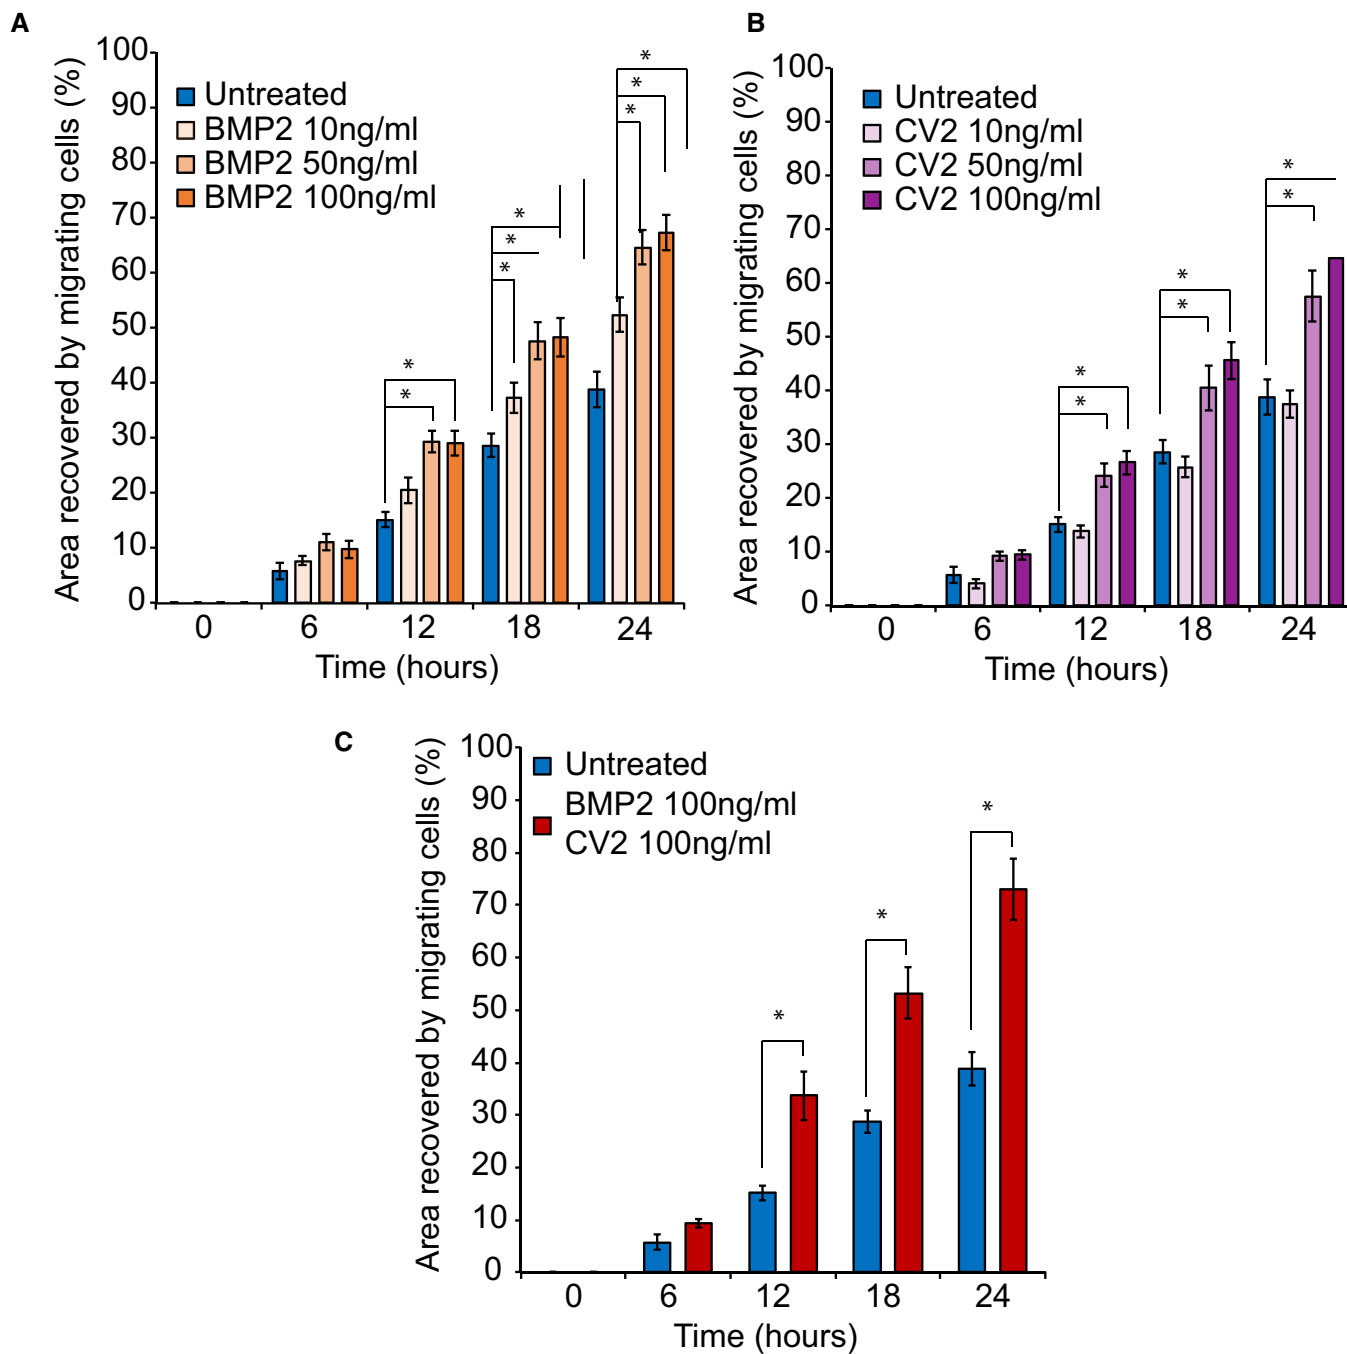 A
Area recovered by migrating cells (%)
100
90
80
70
60
50
40
30
20
10
0
Untreated
BMP2 10ng/ml
BMP2 50ng/ml
BMP2 100ng/ml
* * *
* * *
* *
0 6 12 18 24
Time (hours)
B
Area recovered by migrating cells (%)
100
90
80
70
60
50
40
30
20
10
0
Untreated
CV2 10ng/ml
CV2 50ng/ml
CV2 100ng/ml
* *
* *
* *
0 6 12 18 24
Time (hours)
C
Area recovered by migrating cells (%)
100
90
80
70
60
50
40
30
20
10
0
Untreated
BMP2 100ng/ml
CV2 100ng/ml
*
*
*
0 6 12 18 24
Time (hours)